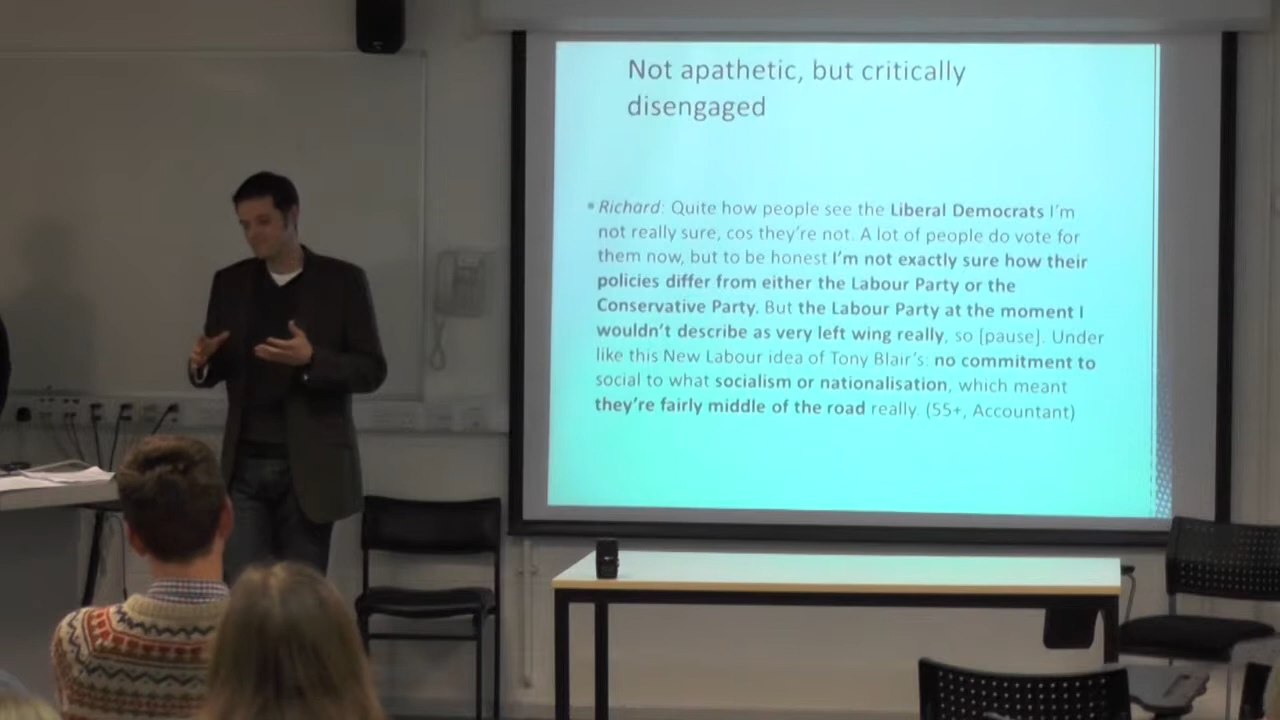 Not apathetic, but critically
disengaged
Richard: Quite how people see the Liberal Democrats I'm
not really sure, cos they're not. A lot of people do vote for
them now, but to be honest I'm not exactly sure how their
policies differ from either the Labour Party or the
Conservative Party. But the Labour Party at the moment I
wouldn't describe as very left wing really, so [pause]. Under
like this New Labour idea of Tony Blair's: no commitment to
social to what socialism or nationalisation, which meant
they're fairly middle of the road really. (55+, Accountant)